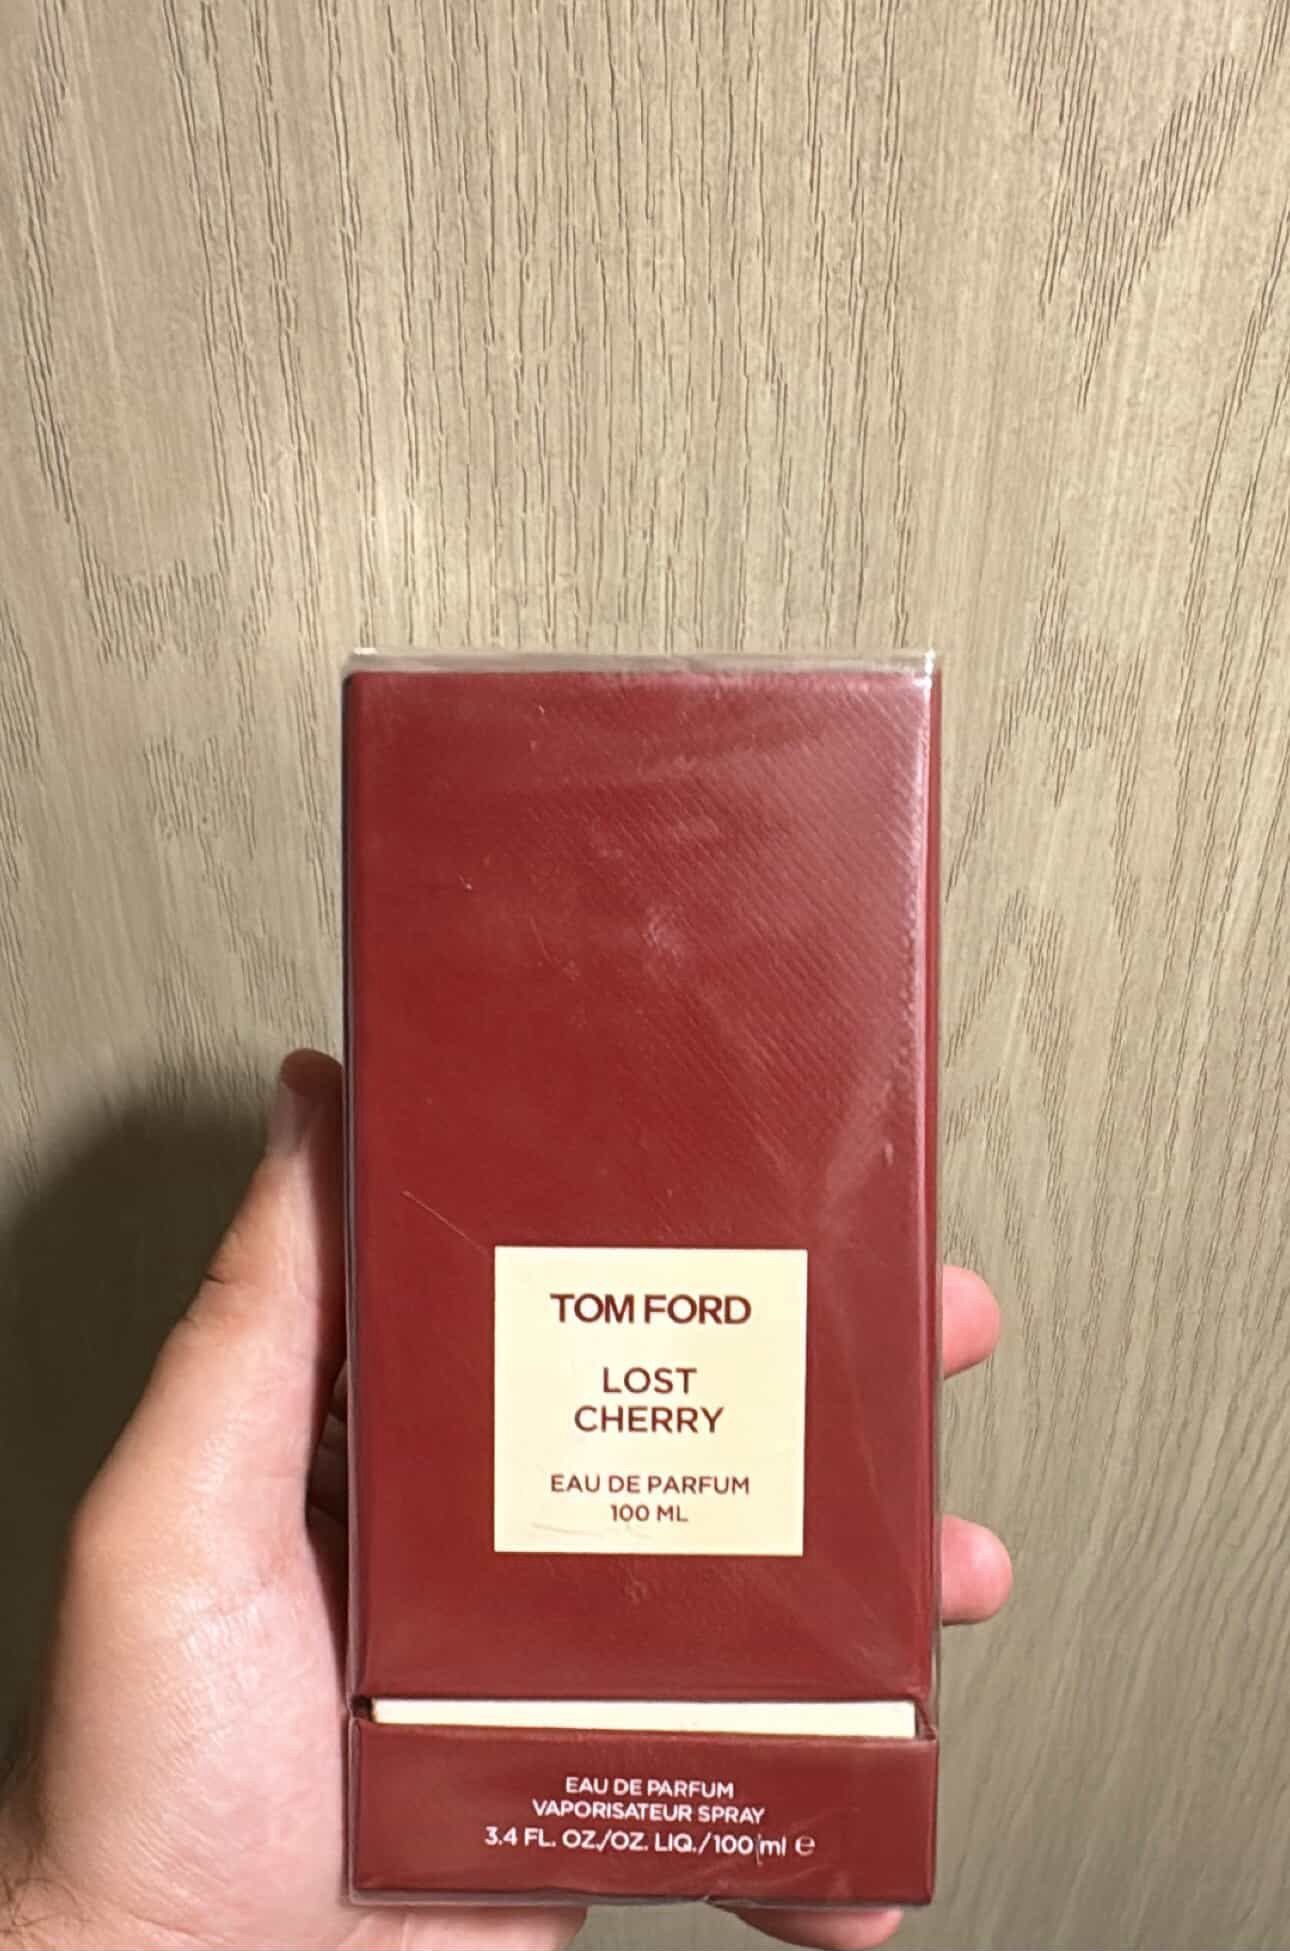 TOM FORD
LOST
CHERRY
EAU DE PARFUM
100 ML
EAU DE PARFUM
VAPORISATEUR SPRAY
3.4 FL. OZ./OZ. LIQ./100 ml ℮